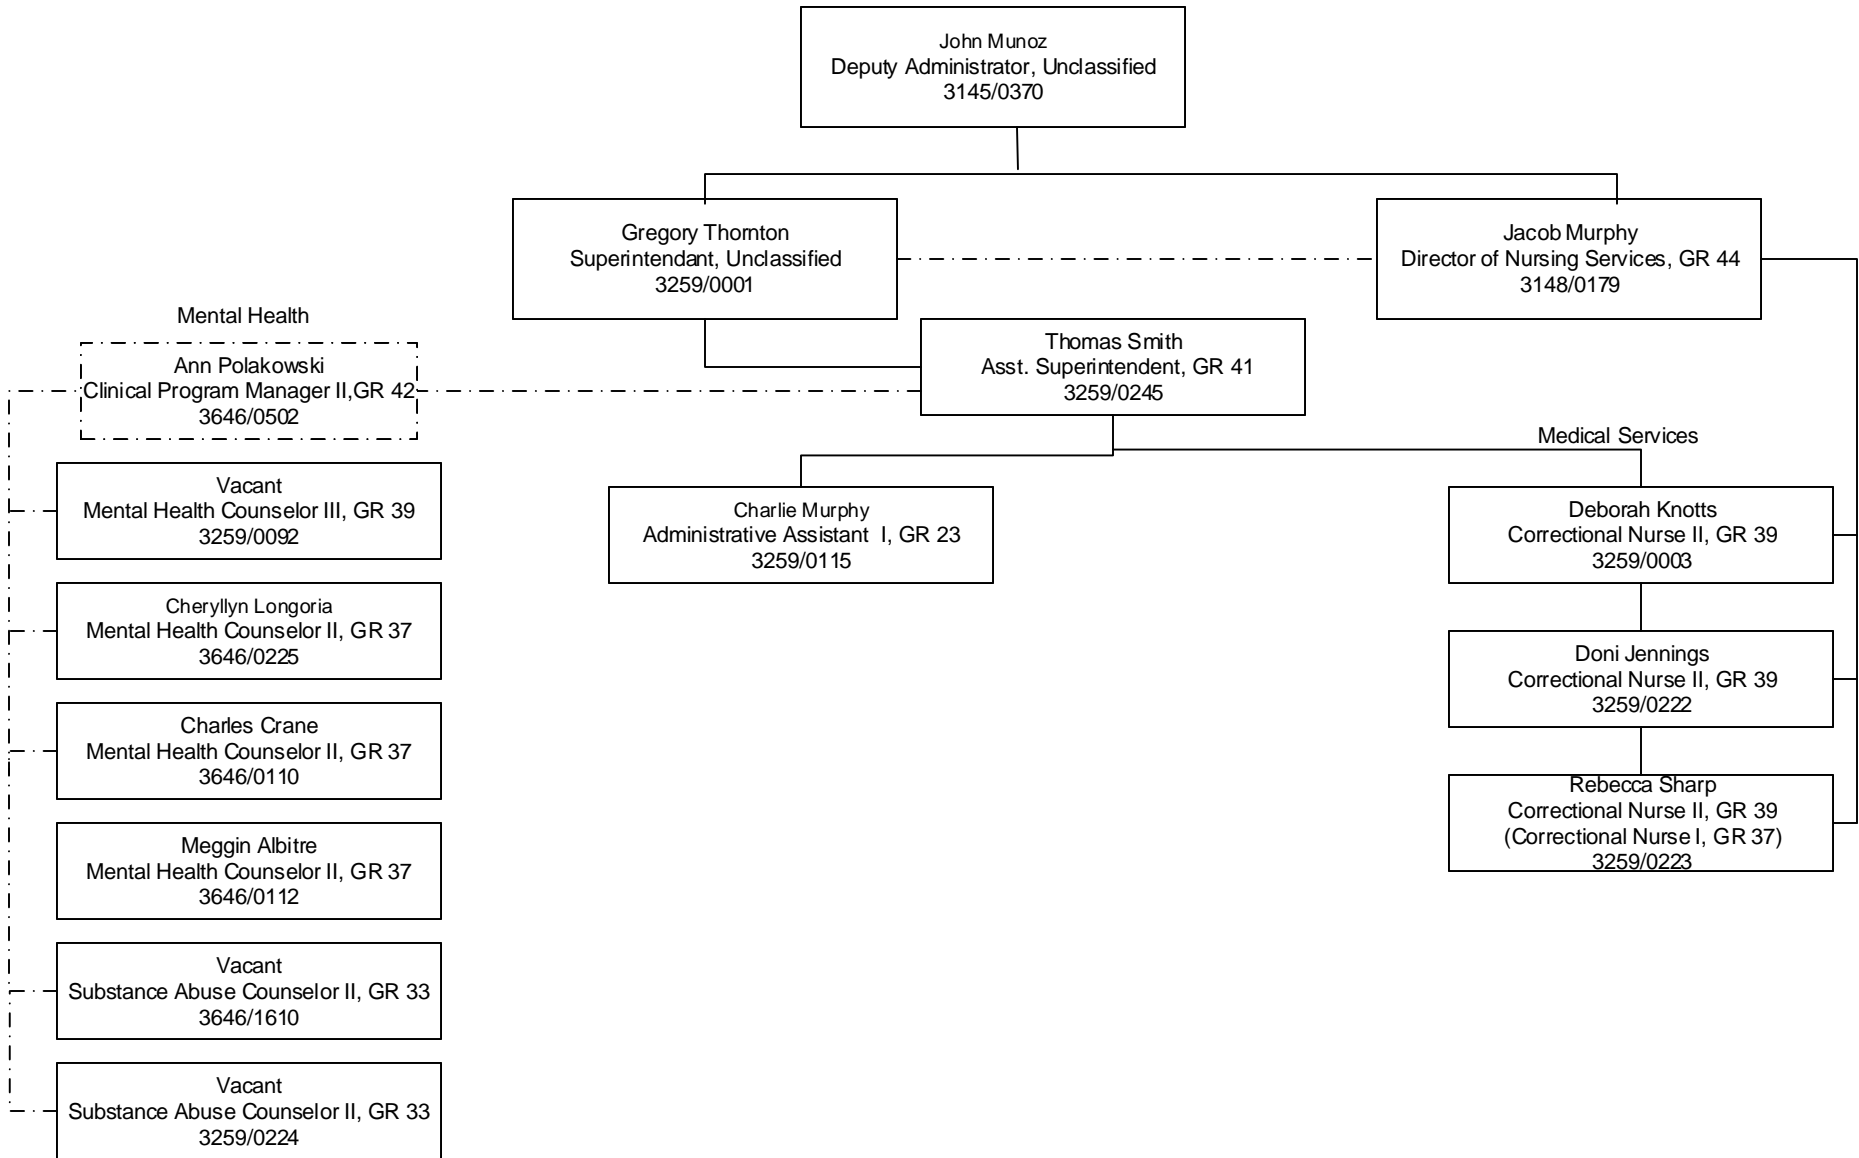 John Munoz
Deputy Administrator, Unclassified
3145/0370
Gregory Thornton
Superintendant, Unclassified
3259/0001
Jacob Murphy
Director of Nursing Services, GR 44
3148/0179
Mental Health
Ann Polakowski
Clinical Program Manager II,GR 42
3646/0502
Thomas Smith
Asst. Superintendent, GR 41
3259/0245
Medical Services
Vacant
Mental Health Counselor III, GR 39
3259/0092
Charlie Murphy
Administrative Assistant I, GR 23
3259/0115
Deborah Knotts
Correctional Nurse II, GR 39
3259/0003
Cheryllyn Longoria
Mental Health Counselor II, GR 37
3646/0225
Doni Jennings
Correctional Nurse II, GR 39
3259/0222
Charles Crane
Mental Health Counselor II, GR 37
3646/0110
Rebecca Sharp
Correctional Nurse II, GR 39
(Correctional Nurse I, GR 37)
3259/0223
Meggin Albitre
Mental Health Counselor II, GR 37
3646/0112
Vacant
Substance Abuse Counselor II, GR 33
3646/1610
Vacant
Substance Abuse Counselor II, GR 33
3259/0224